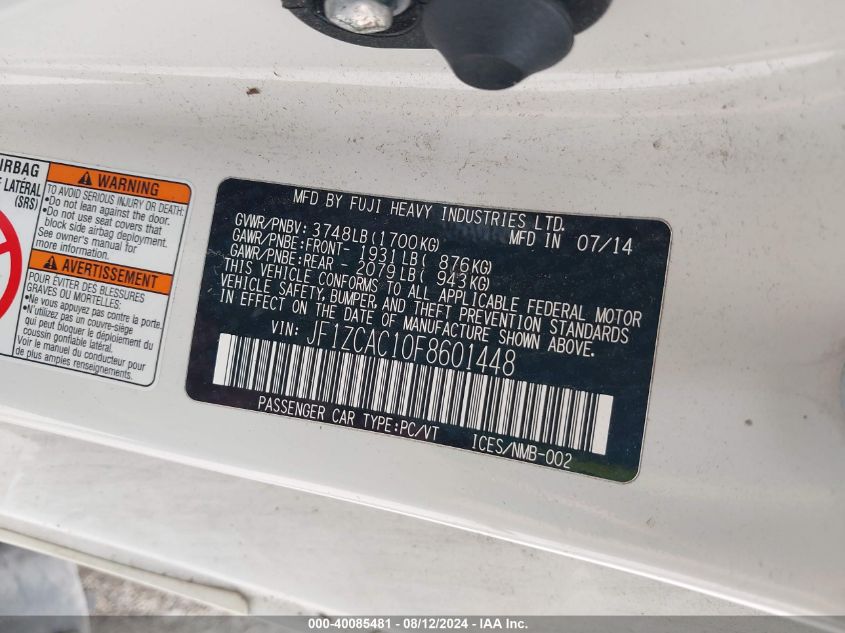 AIRBAG
F LATÉRAL
(SRS)
WARNING
TO AVOID SERIOUS INJURY OR DEATH:
•Do not lean against the door.
•Do not use seat covers that
block side airbag deployment.
See owner's manual for
more information.
AVERTISSEMENT
POUR ÉVITER DES BLESSURES
GRAVES OU MORTELLES:
•Ne vous appuyez pas contre la porte.
•N'utilizez pas un couvre-siège
qui peut bloquer le déploiement du
coussin gonflable latéral.
Voir le manuel du conducteur pour
de plus amples informations.
MFD BY FUJI HEAVY INDUSTRIES LTD.
GVWR/PNBV: 3748LB(1700KG) MFD IN 07/14
GAWR/PNBE:FRONT- 1931LB( 876KG)
GAWR/PNBE:REAR - 2079LB( 943KG)
THIS VEHICLE CONFORMS TO ALL APPLICABLE FEDERAL MOTOR
VEHICLE SAFETY, BUMPER, AND THEFT PREVENTION STANDARDS
IN EFFECT ON THE DATE OF MANUFACTURE SHOWN ABOVE.
VIN: JF1ZCAC10F8601448
PASSENGER CAR TYPE:PC/VT ICES/NMB-002
000-40085481 - 08/12/2024 - IAA Inc.